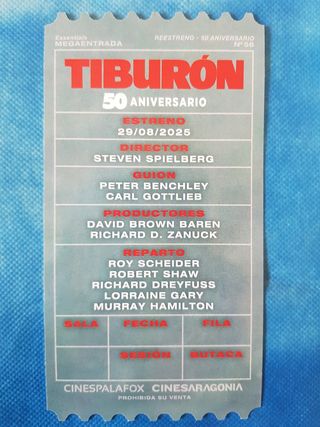 Essentials
MEGAENTRADA
REESTRENO - 50 ANIVERSARIO
Nº 56
TIBURÓN
50 ANIVERSARIO
ESTRENO
29/08/2025
DIRECTOR
STEVEN SPIELBERG
GUION
PETER BENCHLEY
CARL GOTTLIEB
PRODUCTORES
DAVID BROWN BAREN
RICHARD D. ZANUCK
REPARTO
ROY SCHEIDER
ROBERT SHAW
RICHARD DREYFUSS
LORRAINE GARY
MURRAY HAMILTON
SALA FECHA FILA
SESIÓN BUTACA
CINESPALAFOX CINESARAGONIA
PROHIBIDA SU VENTA